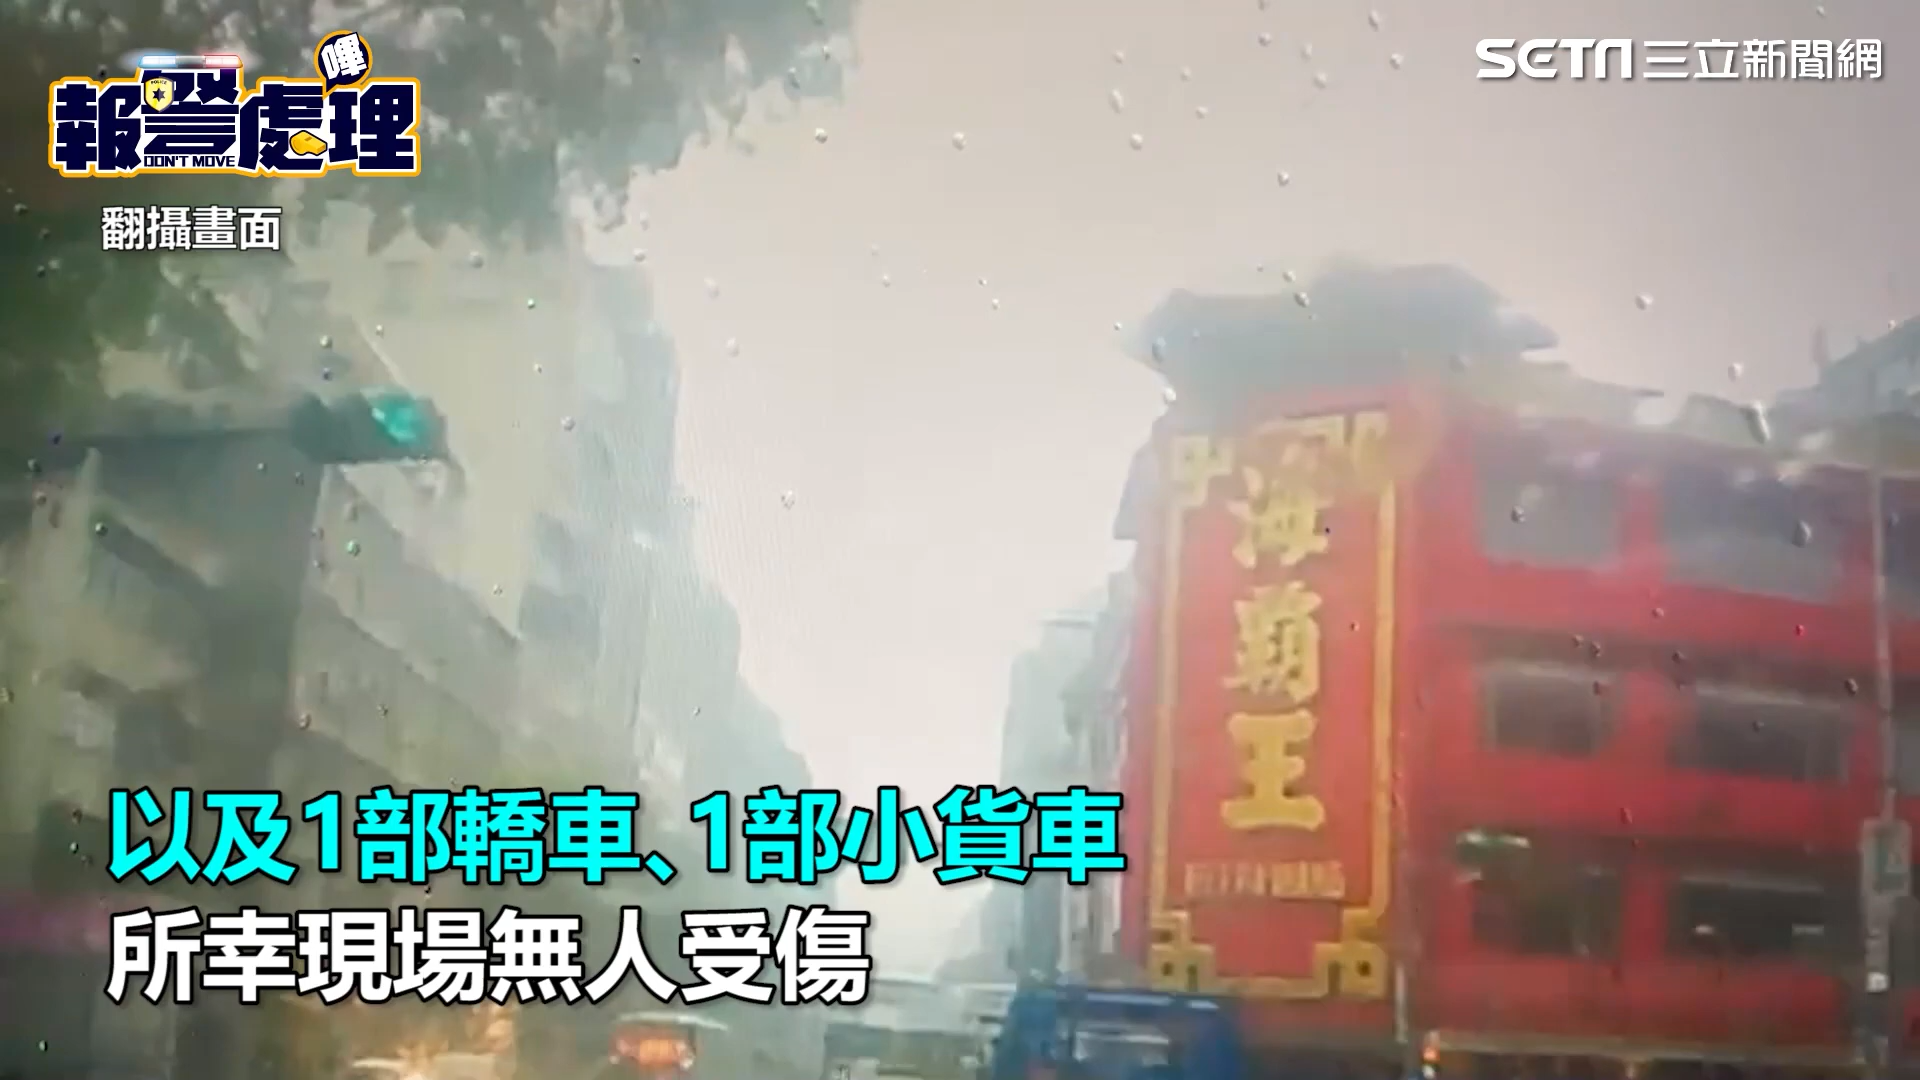 嗶
報警處理
DON'T MOVE
SETN三立新聞網
翻攝畫面
海霸王
以及1部轎車、1部小貨車
所幸現場無人受傷